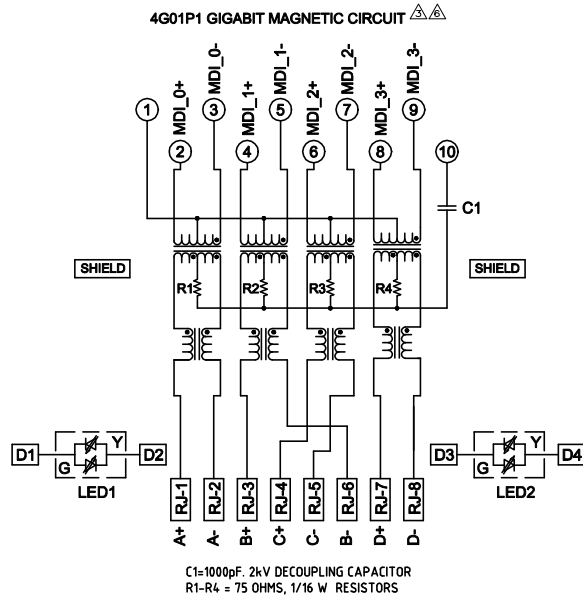 4G01P1 GIGABIT MAGNETIC CIRCUIT 3 6
MDI_0+
MDI_0-
MDI_1+
MDI_1-
MDI_2+
MDI_2-
MDI_3+
MDI_3-
1
3
5
7
9
2
4
6
8
10
C1
SHIELD
SHIELD
R1
R2
R3
R4
D1
Y
G
D2
LED1
D3
Y
G
D4
LED2
RJ-1
RJ-2
RJ-3
RJ-4
RJ-5
RJ-6
RJ-7
RJ-8
A+
A-
B+
C+
C-
B-
D+
D-
C1=1000pF. 2kV DECOUPLING CAPACITOR
R1-R4 = 75 OHMS, 1/16 W RESISTORS